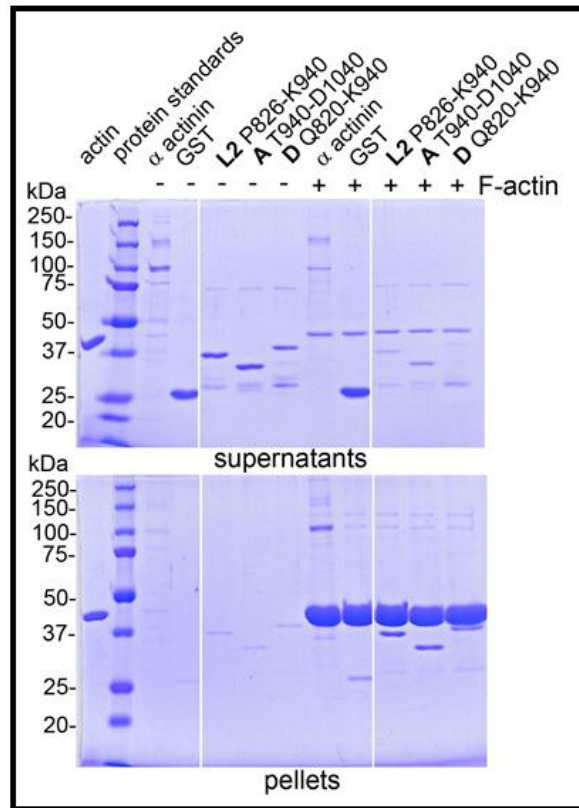 actin
protein standards
α actinin
GST
L2 P826-K940
A T940-D1040
D Q820-K940
α actinin
GST
L2 P826-K940
A T940-D1040
D Q820-K940
kDa - - - - - + + + + + F-actin
250-
150-
100-
75-
50-
37-
25-
20-
supernatants
kDa
250-
150-
100-
75-
50-
37-
25-
20-
pellets